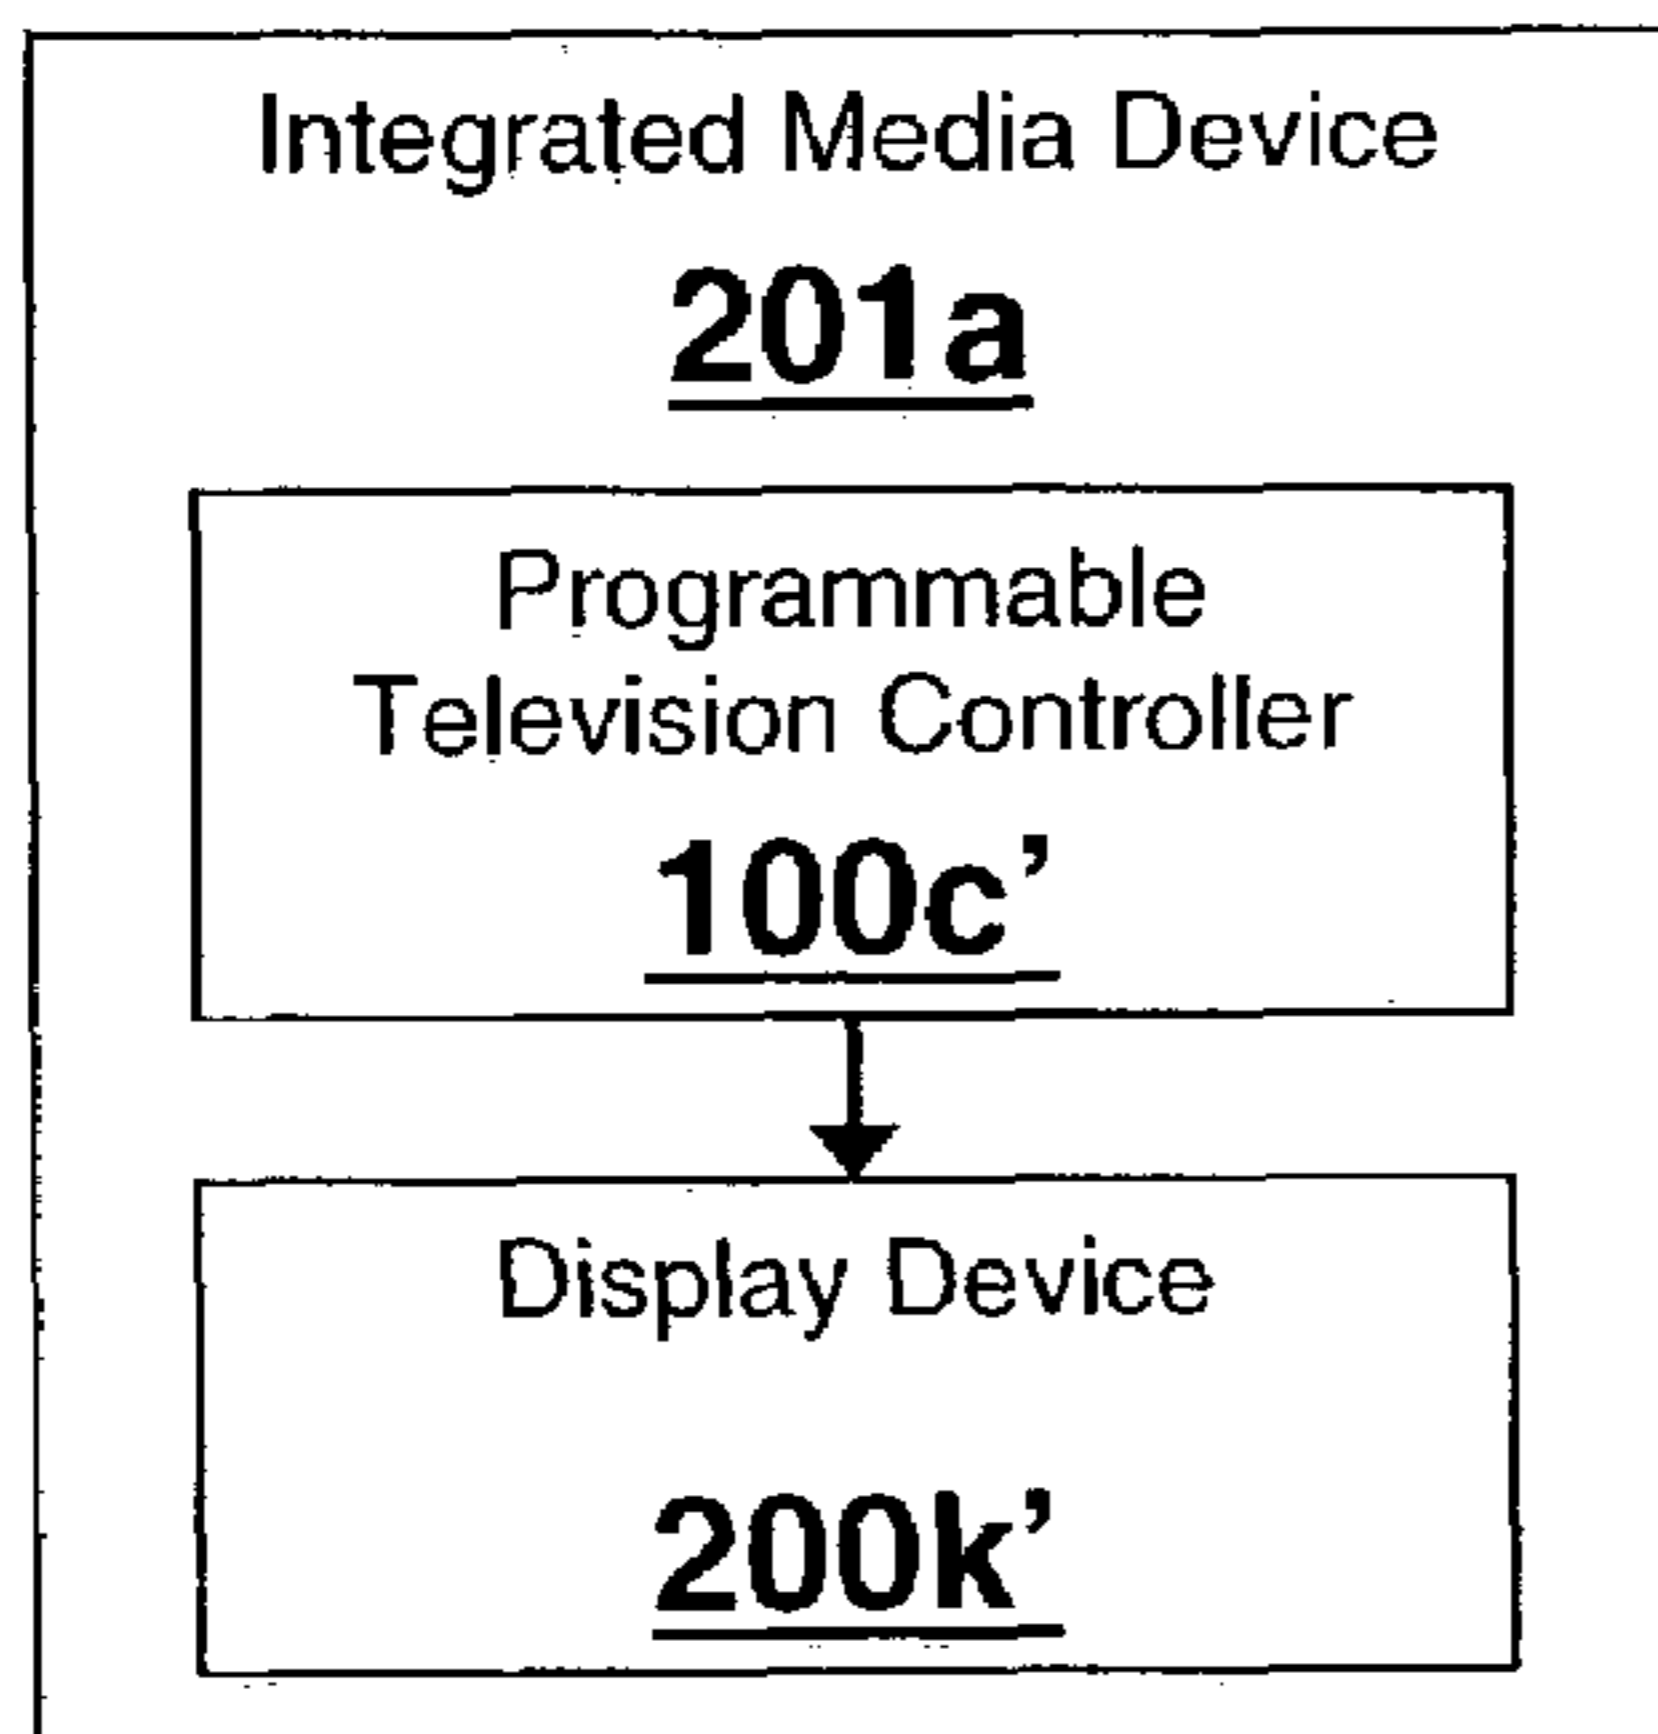 Integrated Media Device
201a
Programmable
Television Controller
100c’
Display Device
200k’